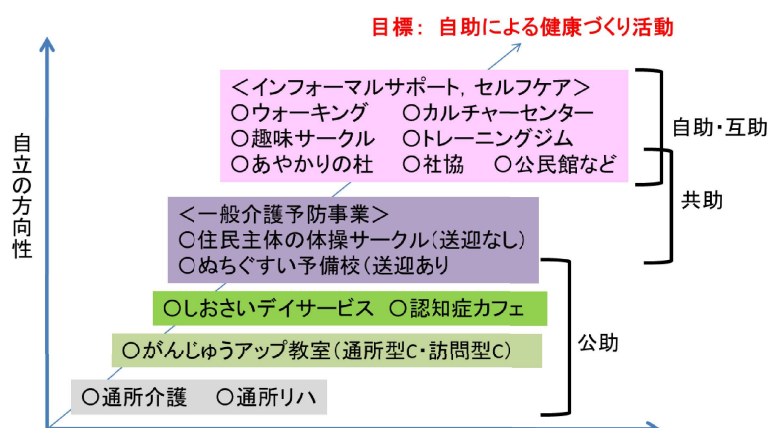 目標： 自助による健康づくり活動
＜インフォーマルサポート，セルフケア＞
○ウォーキング ○カルチャーセンター
○趣味サークル ○トレーニングジム
○あやかりの杜 ○社協 ○公民館など
自助・互助
共助
＜一般介護予防事業＞
○住民主体の体操サークル（送迎なし）
○ぬちぐすい予備校（送迎あり
○しおさいデイサービス ○認知症カフェ
○がんじゅうアップ教室（通所型C・訪問型C）
公助
○通所介護 ○通所リハ
自立の方向性